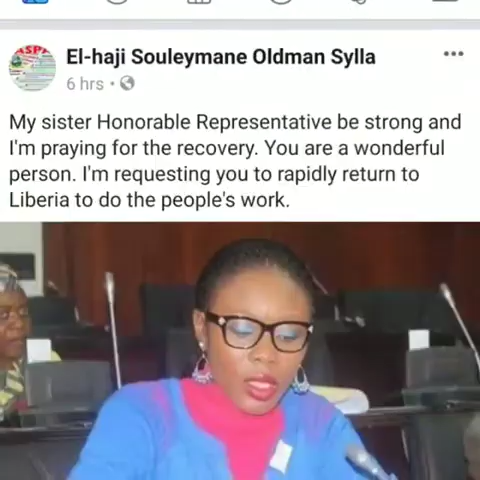 ASPI
El-haji Souleymane Oldman Sylla
6 hrs
My sister Honorable Representative be strong and
I'm praying for the recovery. You are a wonderful
person. I'm requesting you to rapidly return to
Liberia to do the people's work.